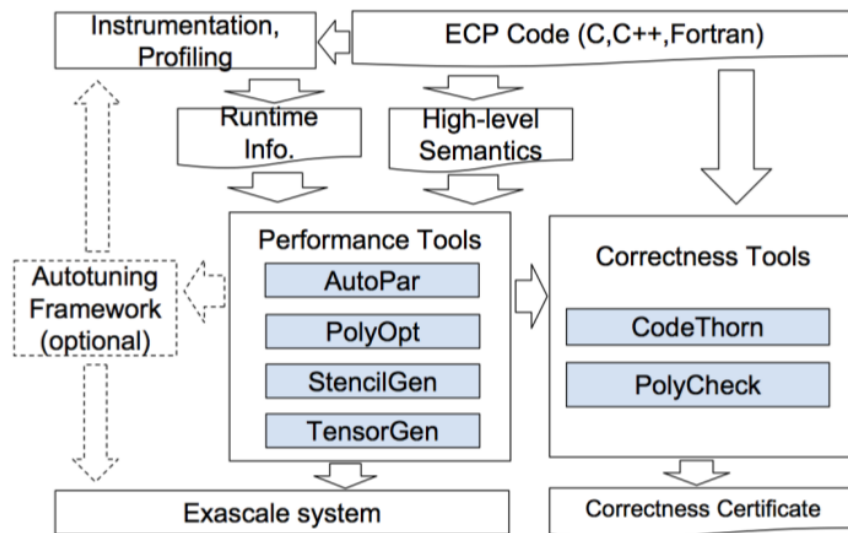 Instrumentation,
Profiling
ECP Code (C,C++,Fortran)
Runtime
Info.
High-level
Semantics
Performance Tools
AutoPar
PolyOpt
StencilGen
TensorGen
Correctness Tools
CodeThorn
PolyCheck
Autotuning
Framework
(optional)
Exascale system
Correctness Certificate